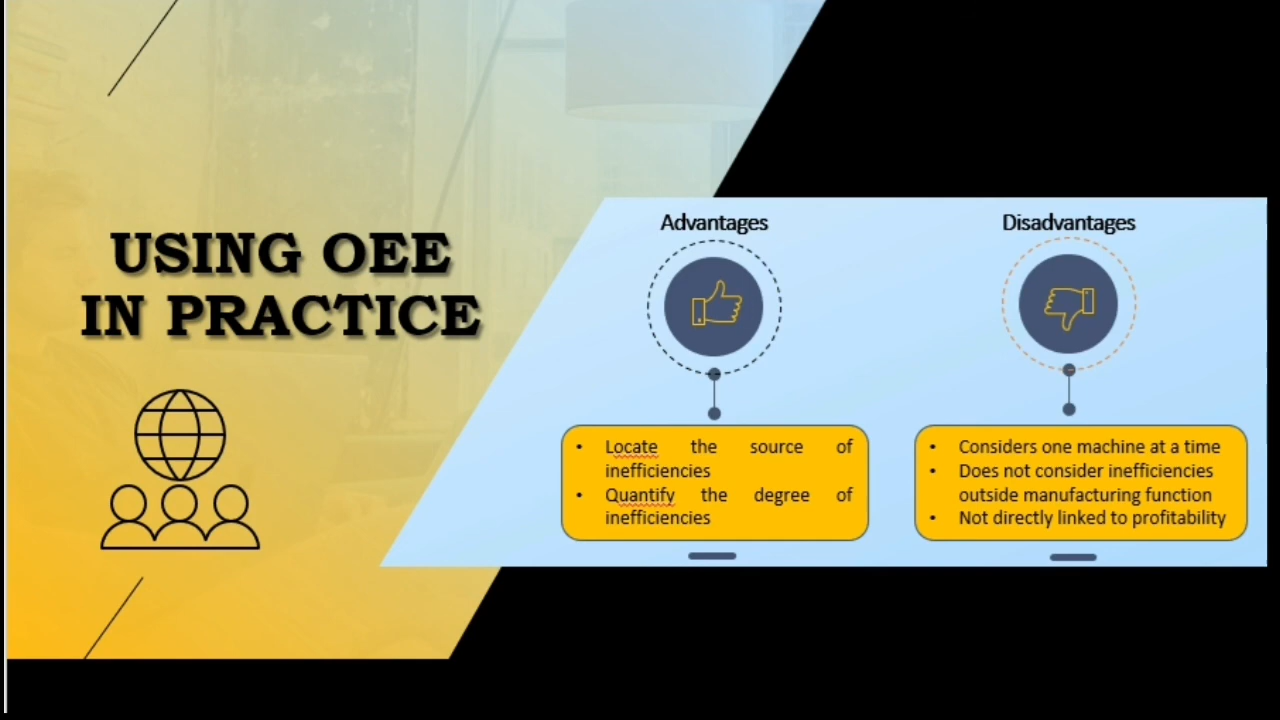 USING OEE
IN PRACTICE
Advantages
• Locate the source of
inefficiencies
• Quantify the degree of
inefficiencies
Disadvantages
• Considers one machine at a time
• Does not consider inefficiencies
outside manufacturing function
• Not directly linked to profitability